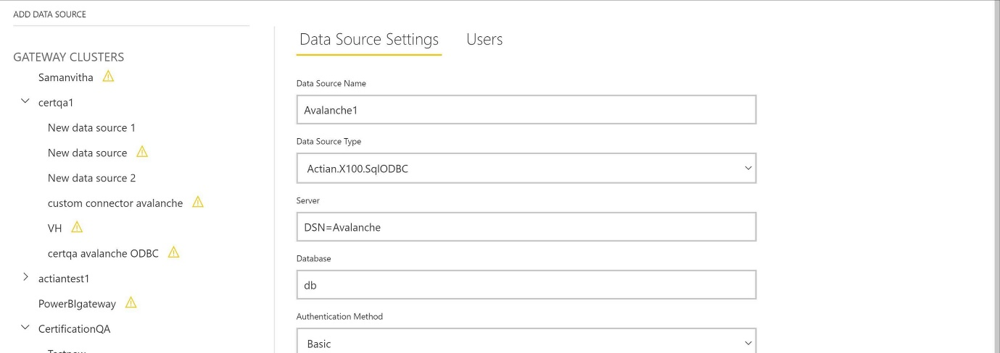 ADD DATA SOURCE
GATEWAY CLUSTERS
Samanvitha
certqa1
New data source 1
New data source
New data source 2
custom connector avalanche
VH
certqa avalanche ODBC
actiantest1
PowerBIgateway
CertificationQA
Data Source Settings
Users
Data Source Name
Avalanche1
Data Source Type
Actian.X100.SqlODBC
Server
DSN=Avalanche
Database
db
Authentication Method
Basic